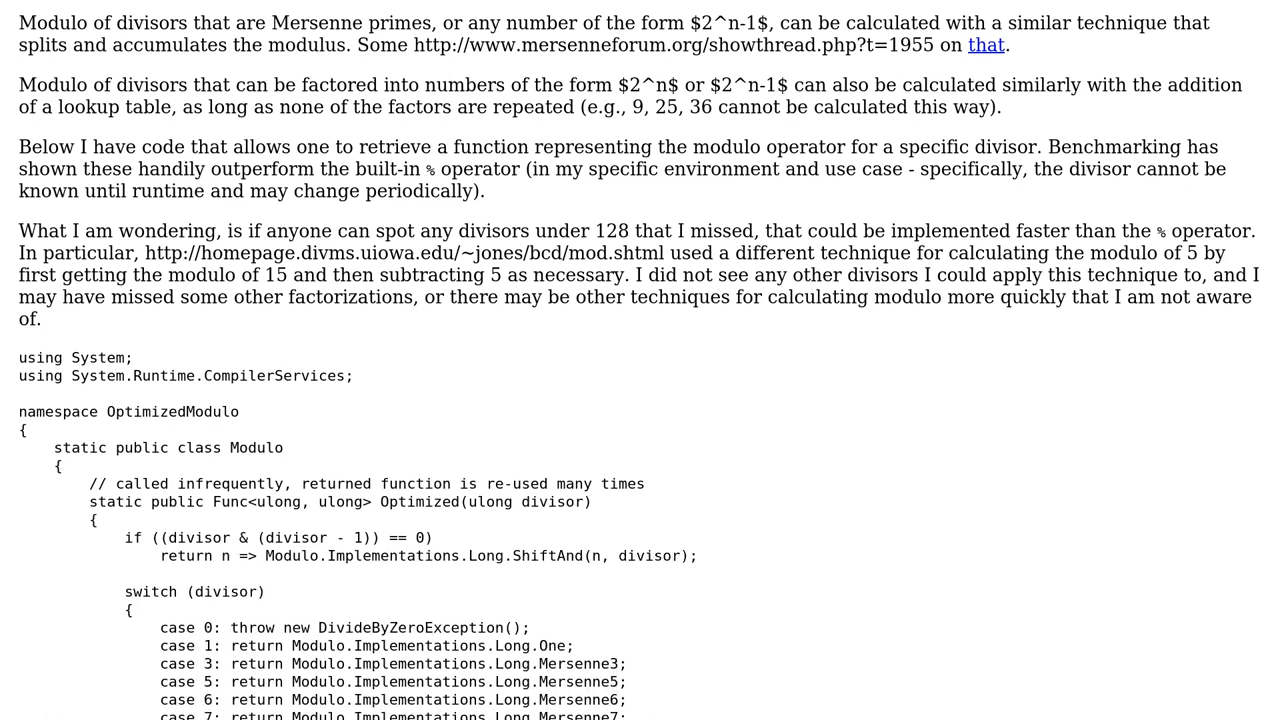 Modulo of divisors that are Mersenne primes, or any number of the form $2^n-1$, can be calculated with a similar technique that
splits and accumulates the modulus. Some http://www.mersenneforum.org/showthread.php?t=1955 on that.
Modulo of divisors that can be factored into numbers of the form $2^n$ or $2^n-1$ can also be calculated similarly with the addition
of a lookup table, as long as none of the factors are repeated (e.g., 9, 25, 36 cannot be calculated this way).
Below I have code that allows one to retrieve a function representing the modulo operator for a specific divisor. Benchmarking has
shown these handily outperform the built-in % operator (in my specific environment and use case - specifically, the divisor cannot be
known until runtime and may change periodically).
What I am wondering, is if anyone can spot any divisors under 128 that I missed, that could be implemented faster than the % operator.
In particular, http://homepage.divms.uiowa.edu/~jones/bcd/mod.shtml used a different technique for calculating the modulo of 5 by
first getting the modulo of 15 and then subtracting 5 as necessary. I did not see any other divisors I could apply this technique to, and I
may have missed some other factorizations, or there may be other techniques for calculating modulo more quickly that I am not aware
of.
using System;
using System.Runtime.CompilerServices;
namespace OptimizedModulo
{
    static public class Modulo
    {
        // called infrequently, returned function is re-used many times
        static public Func<ulong, ulong> Optimized(ulong divisor)
        {
            if ((divisor & (divisor - 1)) == 0)
                return n => Modulo.Implementations.Long.ShiftAnd(n, divisor);
            switch (divisor)
            {
                case 0: throw new DivideByZeroException();
                case 1: return Modulo.Implementations.Long.One;
                case 3: return Modulo.Implementations.Long.Mersenne3;
                case 5: return Modulo.Implementations.Long.Mersenne5;
                case 6: return Modulo.Implementations.Long.Mersenne6;
                case 7: return Modulo.Implementations.Long.Mersenne7;